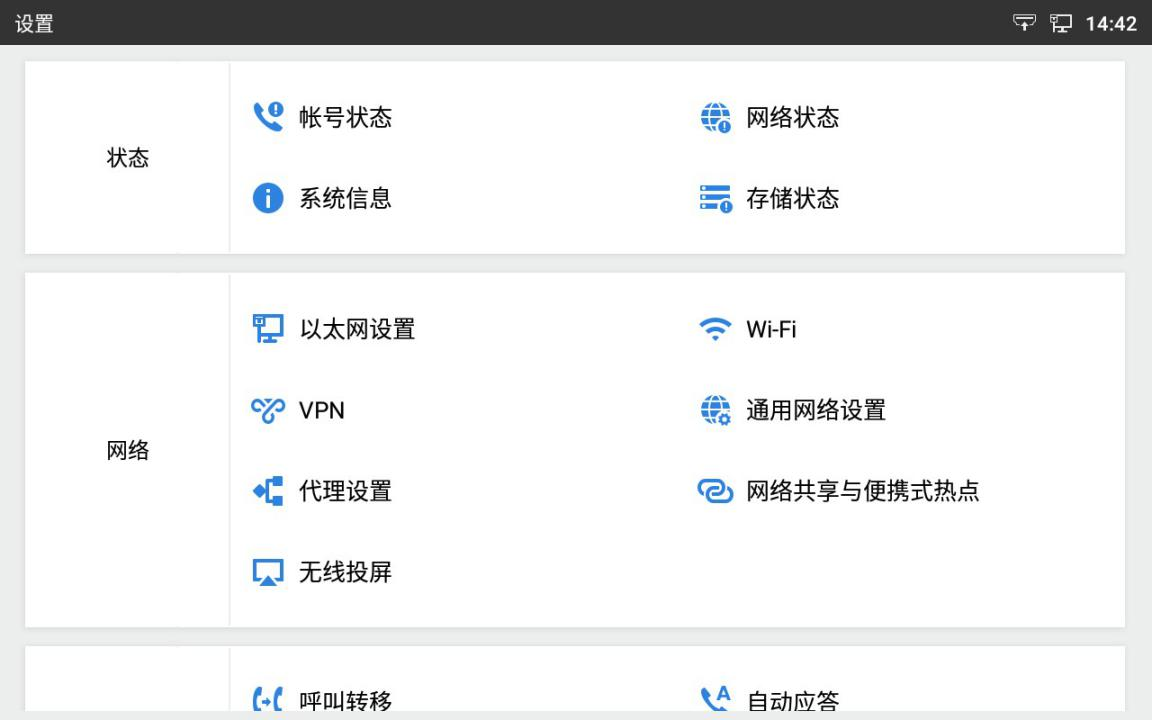 设置
14:42
状态
帐号状态
网络状态
系统信息
存储状态
网络
以太网设置
Wi-Fi
VPN
通用网络设置
代理设置
网络共享与便携式热点
无线投屏
呼叫转移
自动应答